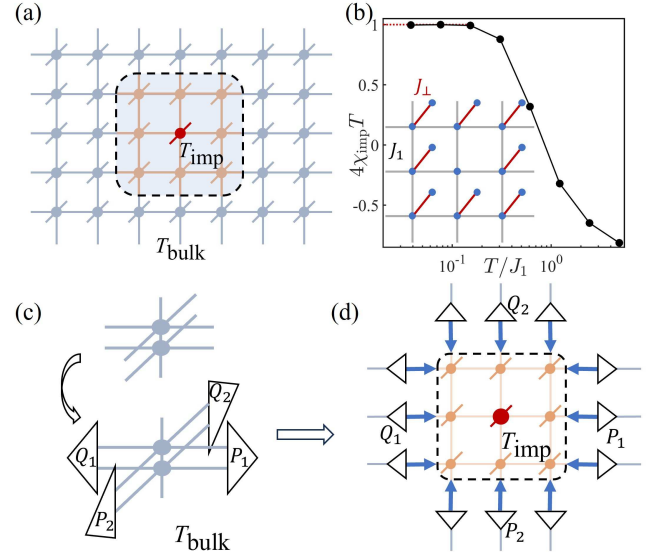 (a)
T_imp
T_bulk
(b)
4χ_imp T
1
0.5
0
-0.5
J_⊥
J_1
10^-1
T/J_1
10^0
(c)
Q_2
Q_1
P_1
P_2
T_bulk
(d)
Q_2
Q_1
T_imp
P_1
P_2